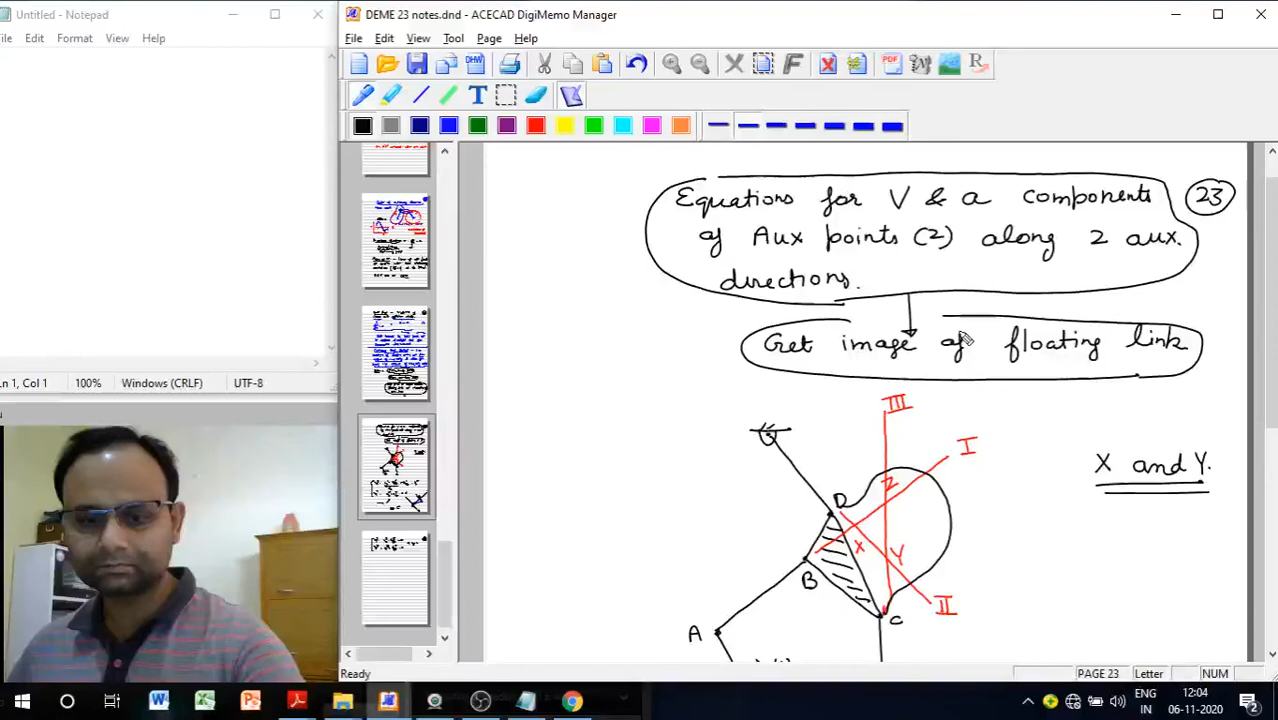 Untitled - Notepad
File Edit Format View Help
Ln 1, Col 1 100% Windows (CRLF) UTF-8
DEME 23 notes.dnd - ACECAD DigiMemo Manager
File Edit View Tool Page Help
DHW
PDF
T
Equations for V & a components
of Aux points (2) along 2 aux.
directions.
23
Get image of floating link
III
I
X and Y.
D
Z
X
Y
B
II
C
A
Ready
PAGE 23 Letter NUM
ENG
IN
12:04
06-11-2020
2